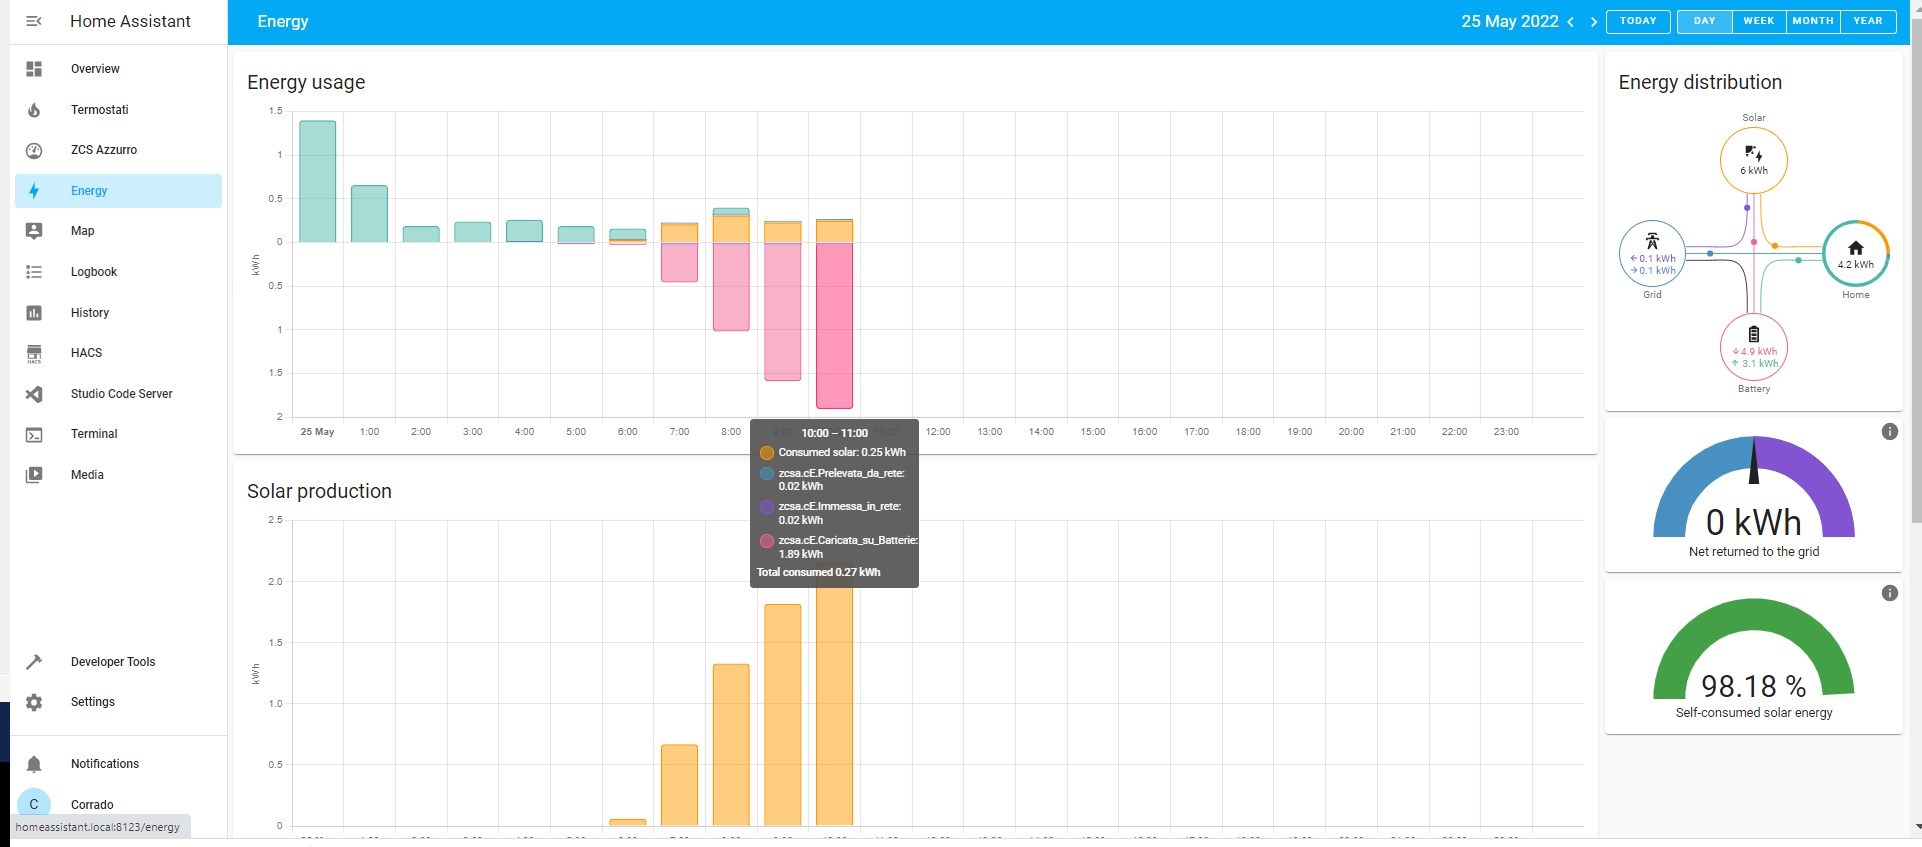 Home Assistant
Energy
25 May 2022
TODAY
DAY
WEEK
MONTH
YEAR
Overview
Termostati
ZCS Azzurro
Energy
Map
Logbook
History
HACS
HACS
Studio Code Server
Terminal
Media
Developer Tools
Settings
Notifications
C
Corrado
homeassistant.local:8123/energy
Energy usage
1.5
1
0.5
0
0.5
1
1.5
2
kWh
25 May
1:00
2:00
3:00
4:00
5:00
6:00
7:00
8:00
12:00
13:00
14:00
15:00
16:00
17:00
18:00
19:00
20:00
21:00
22:00
23:00
10:00 – 11:00
Consumed solar: 0.25 kWh
zcsa.cE.Prelevata_da_rete:
0.02 kWh
zcsa.cE.Immessa_in_rete:
0.02 kWh
zcsa.cE.Caricata_su_Batterie:
1.89 kWh
Total consumed 0.27 kWh
Solar production
2.5
2.0
1.5
1.0
0.5
0
kWh
Energy distribution
Solar
6 kWh
←0.1 kWh
→0.1 kWh
Grid
4.2 kWh
Home
↓4.9 kWh
↑ 3.1 kWh
Battery
0 kWh
Net returned to the grid
98.18 %
Self-consumed solar energy